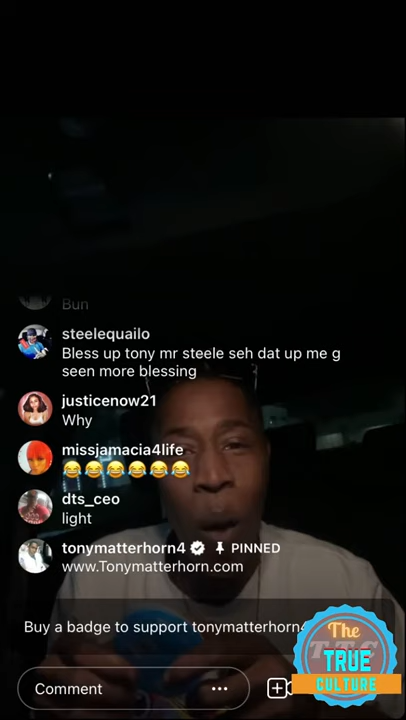 Bun
steelequailo
Bless up tony mr steele seh dat up me g
seen more blessing
justicenow21
Why
missjamacia4life
😂😂😂😂😂😂
dts_ceo
light
tonymatterhorn4 PINNED
www.Tonymatterhorn.com
Buy a badge to support tonymatterhorn4
Comment
The
TRUE
CULTURE